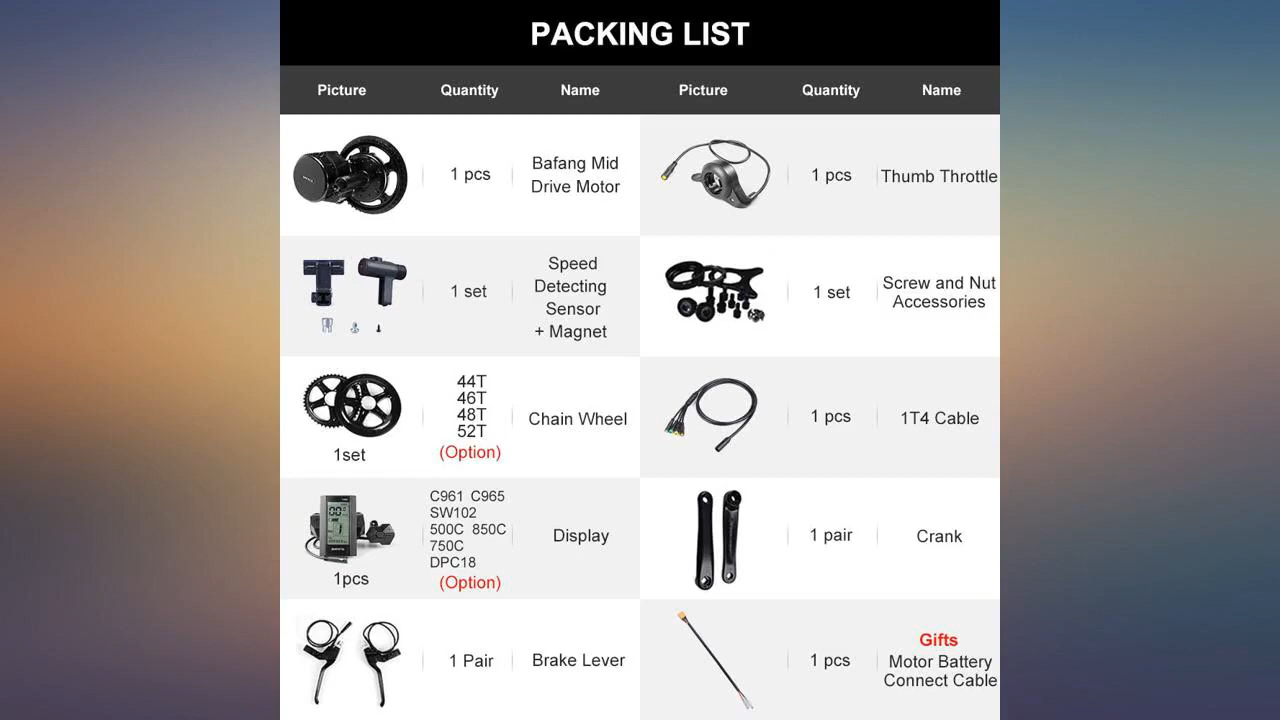 PACKING LIST
Picture Quantity Name Picture Quantity Name
1 pcs
Bafang Mid
Drive Motor
1 pcs
Thumb Throttle
1 set
Speed
Detecting
Sensor
+ Magnet
1 set
Screw and Nut
Accessories
1set
44T
46T
48T
52T
(Option)
Chain Wheel
1 pcs
1T4 Cable
1pcs
C961 C965
SW102
500C 850C
750C
DPC18
(Option)
Display
1 pair
Crank
1 Pair
Brake Lever
1 pcs
Gifts
Motor Battery
Connect Cable